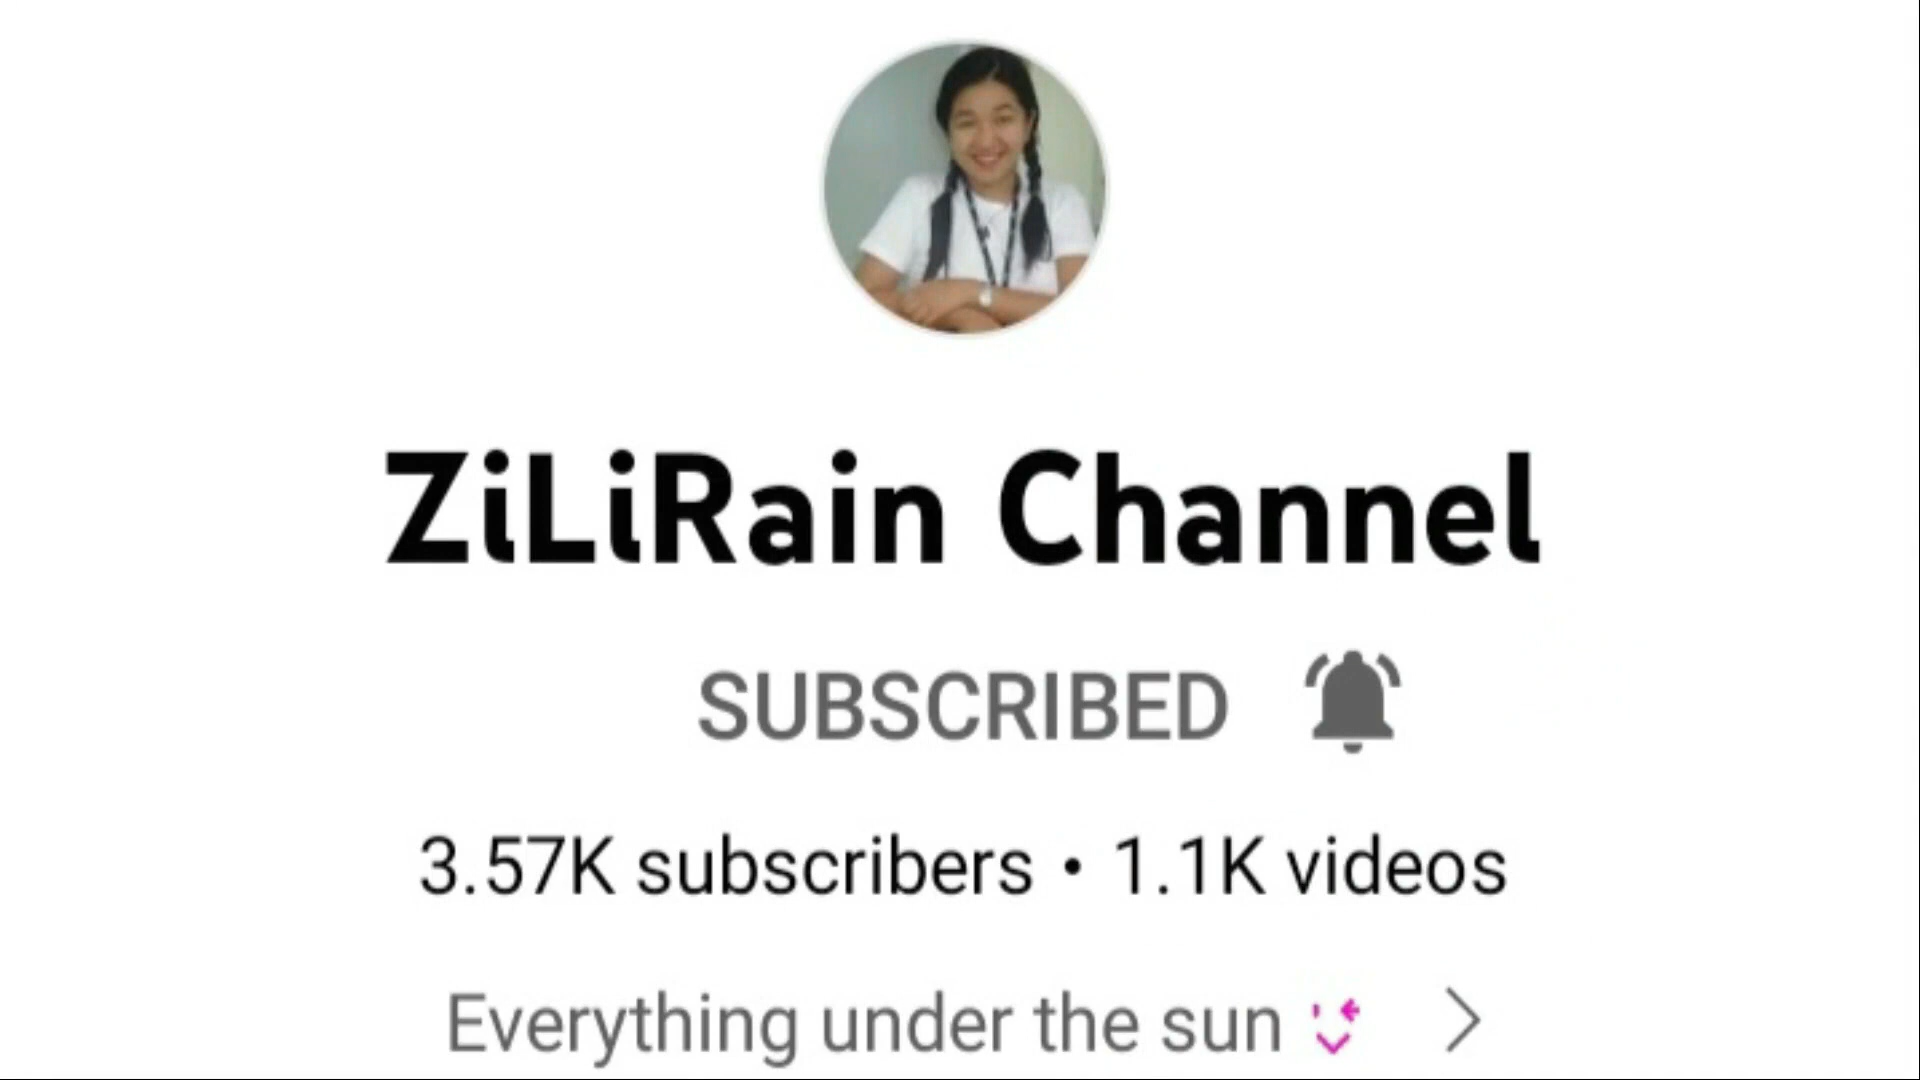 ZiLiRain Channel
SUBSCRIBED
3.57K subscribers • 1.1K videos
Everything under the sun